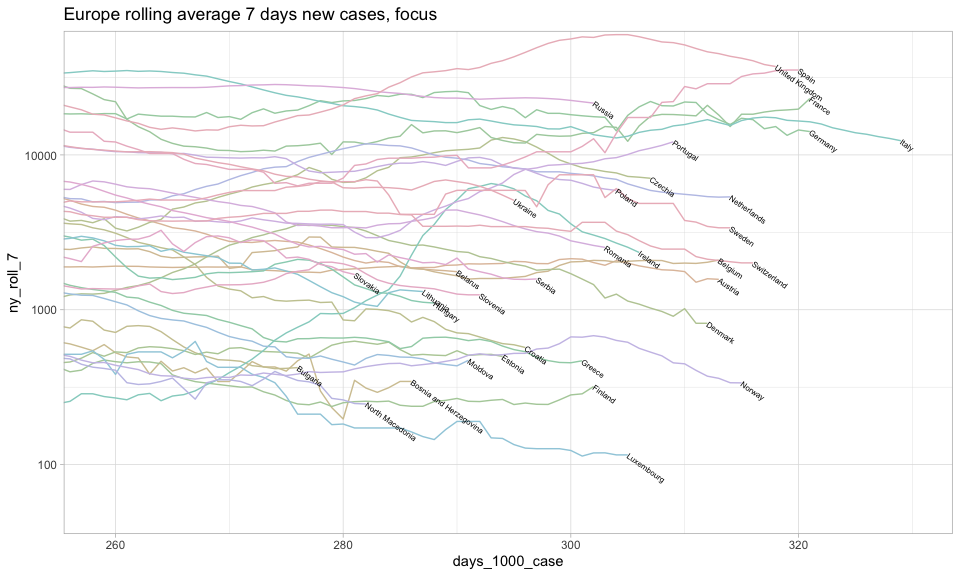 Europe rolling average 7 days new cases, focus
ny_roll_7
10000
1000
100
Spain
United Kingdom
France
Russia
Germany
Italy
Portugal
Czechia
Poland
Netherlands
Ukraine
Sweden
Romania
Ireland
Belgium
Switzerland
Slovakia
Belarus
Serbia
Austria
Lithuania
Slovenia
Hungary
Denmark
Croatia
Estonia
Greece
Moldova
Bulgaria
Norway
Bosnia and Herzegovina
Finland
North Macedonia
Luxembourg
260
280
300
320
days_1000_case